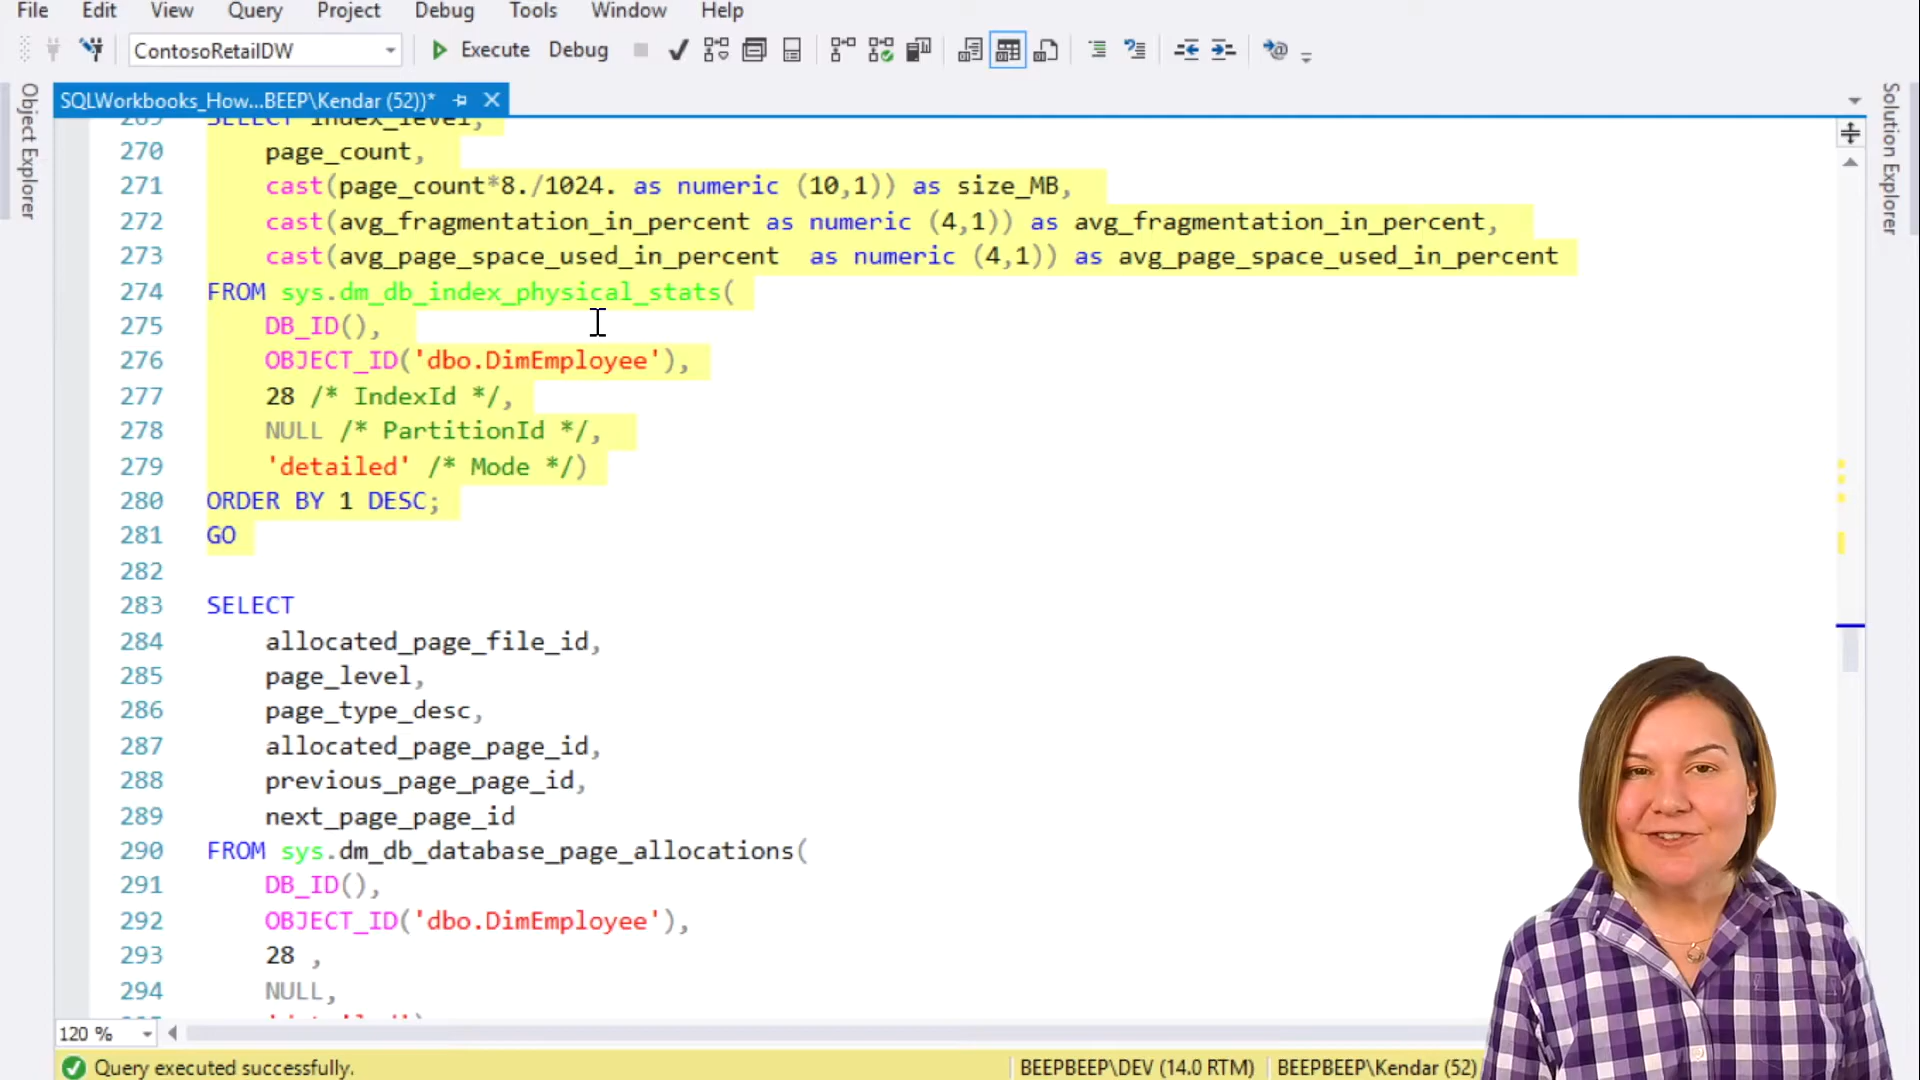 File Edit View Query Project Debug Tools Window Help
ContosoRetailDW Execute Debug
Object Explorer
Solution Explorer
SQLWorkbooks_How...BEEP\Kendar (52))*
269 SELECT index_level,
270 page_count,
271 cast(page_count*8./1024. as numeric (10,1)) as size_MB,
272 cast(avg_fragmentation_in_percent as numeric (4,1)) as avg_fragmentation_in_percent,
273 cast(avg_page_space_used_in_percent  as numeric (4,1)) as avg_page_space_used_in_percent
274 FROM sys.dm_db_index_physical_stats(
275 DB_ID(),
276 OBJECT_ID('dbo.DimEmployee'),
277 28 /* IndexId */,
278 NULL /* PartitionId */,
279 'detailed' /* Mode */)
280 ORDER BY 1 DESC;
281 GO
282
283 SELECT
284 allocated_page_file_id,
285 page_level,
286 page_type_desc,
287 allocated_page_page_id,
288 previous_page_page_id,
289 next_page_page_id
290 FROM sys.dm_db_database_page_allocations(
291 DB_ID(),
292 OBJECT_ID('dbo.DimEmployee'),
293 28 ,
294 NULL,
120 %
Query executed successfully. BEEPBEEP\DEV (14.0 RTM) BEEPBEEP\Kendar (52)